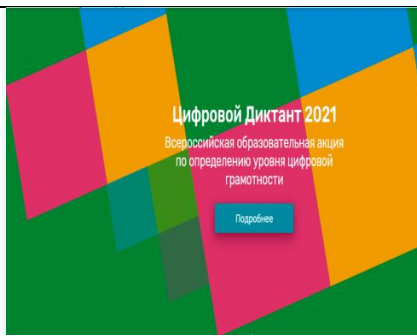 Цифровой Диктант 2021
Всероссийская образовательная акция
по определению уровня цифровой
грамотности
Подробнее